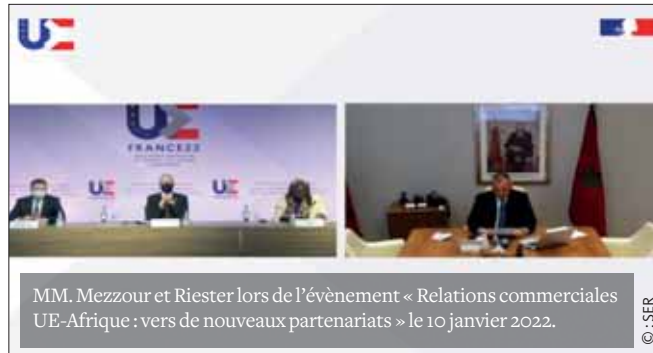 UE
UE
FRANCE22
UE
UE
MM. Mezzour et Riester lors de l’évènement « Relations commerciales
UE-Afrique : vers de nouveaux partenariats » le 10 janvier 2022.
© : SER